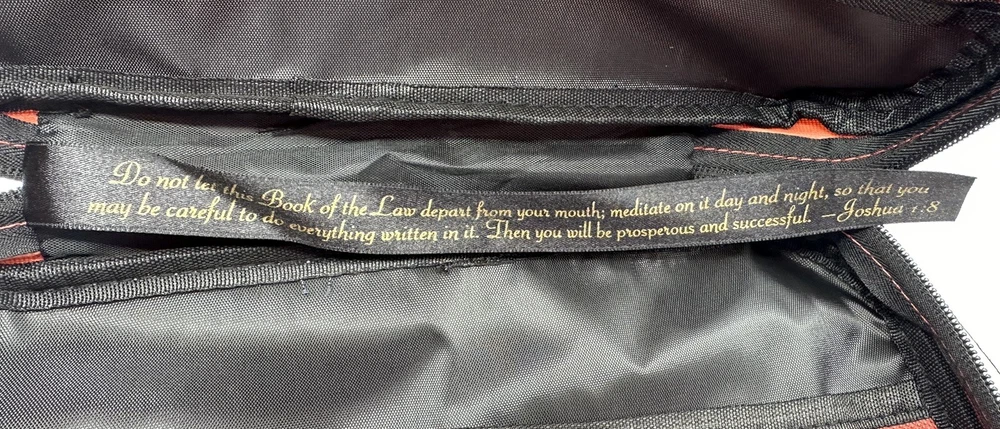 Do not let this Book of the Law depart from your mouth; meditate on it day and night, so that you
may be careful to do everything written in it. Then you will be prosperous and successful. –Joshua 1:8